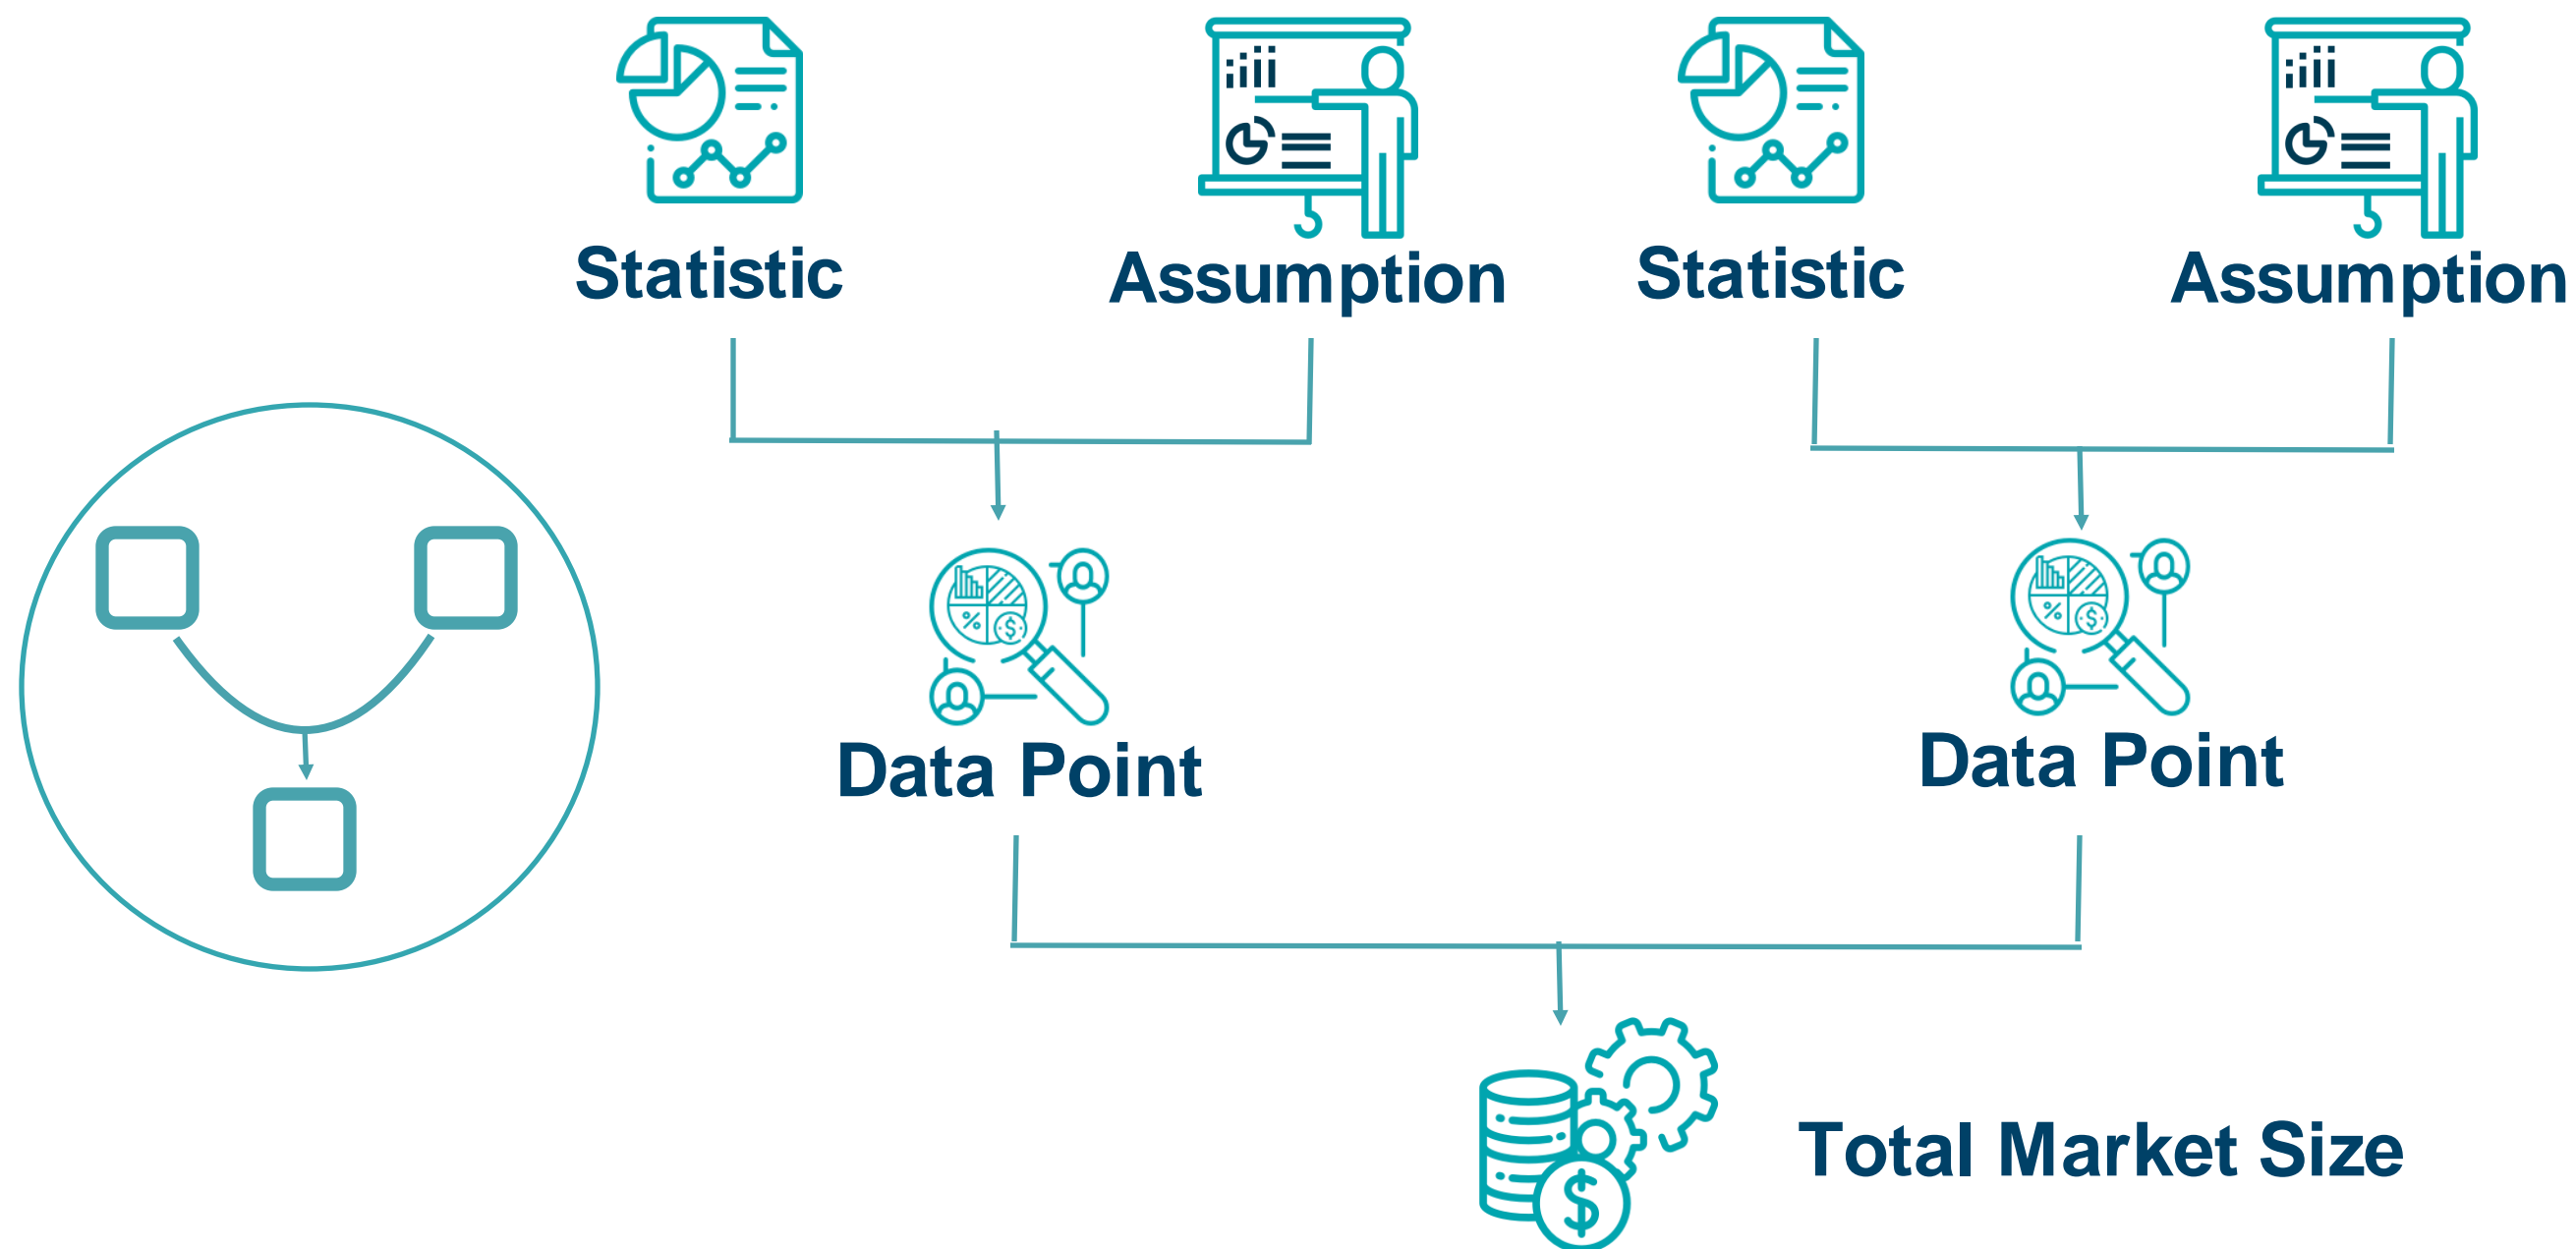 Statistic
Assumption
Statistic
Assumption
Data Point
Data Point
Total Market Size